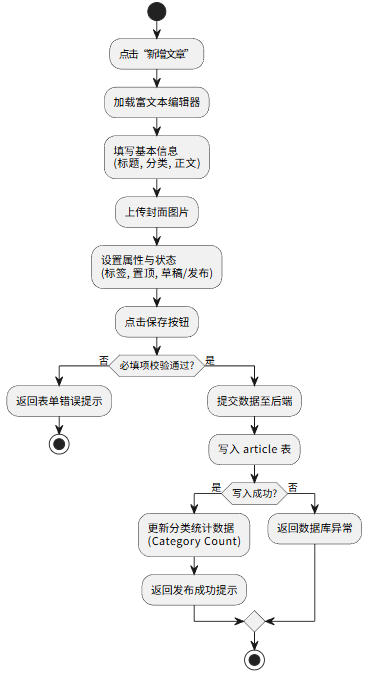 点击“新增文章”
加载富文本编辑器
填写基本信息
(标题, 分类, 正文)
上传封面图片
设置属性与状态
(标签, 置顶, 草稿/发布)
点击保存按钮
否
必填项校验通过?
是
返回表单错误提示
提交数据至后端
写入 article 表
是
写入成功?
否
更新分类统计数据
(Category Count)
返回数据库异常
返回发布成功提示